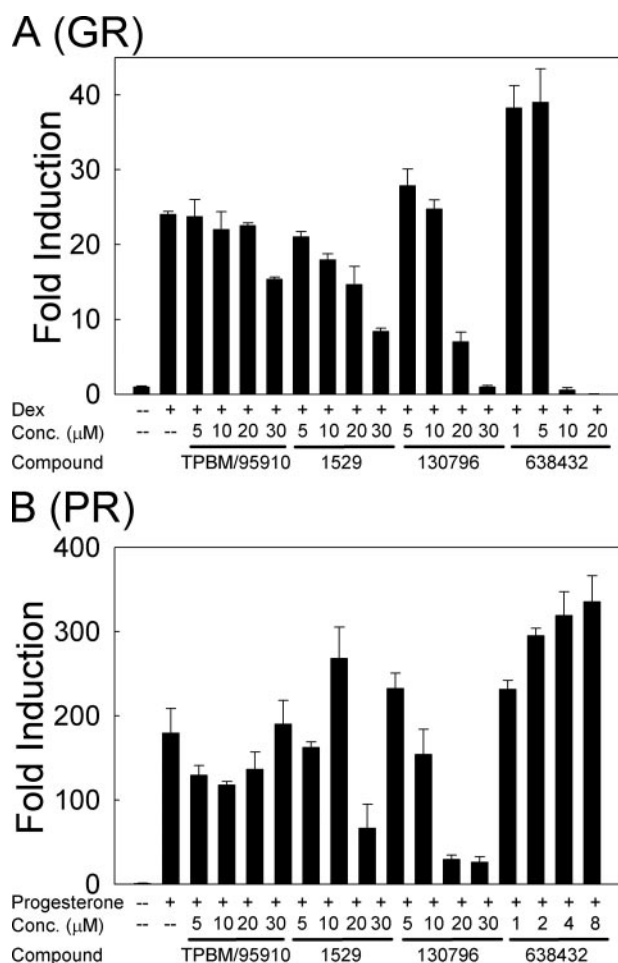 A (GR)
Fold Induction
40
30
20
10
0
Dex -- + + + + + + + + + + + + + + + + +
Conc. (μM) -- -- 5 10 20 30 5 10 20 30 5 10 20 30 1 5 10 20
Compound TPBM/95910 1529 130796 638432
B (PR)
Fold Induction
400
300
200
100
0
Progesterone -- + + + + + + + + + + + + + + + + +
Conc. (μM) -- -- 5 10 20 30 5 10 20 30 5 10 20 30 1 2 4 8
Compound TPBM/95910 1529 130796 638432